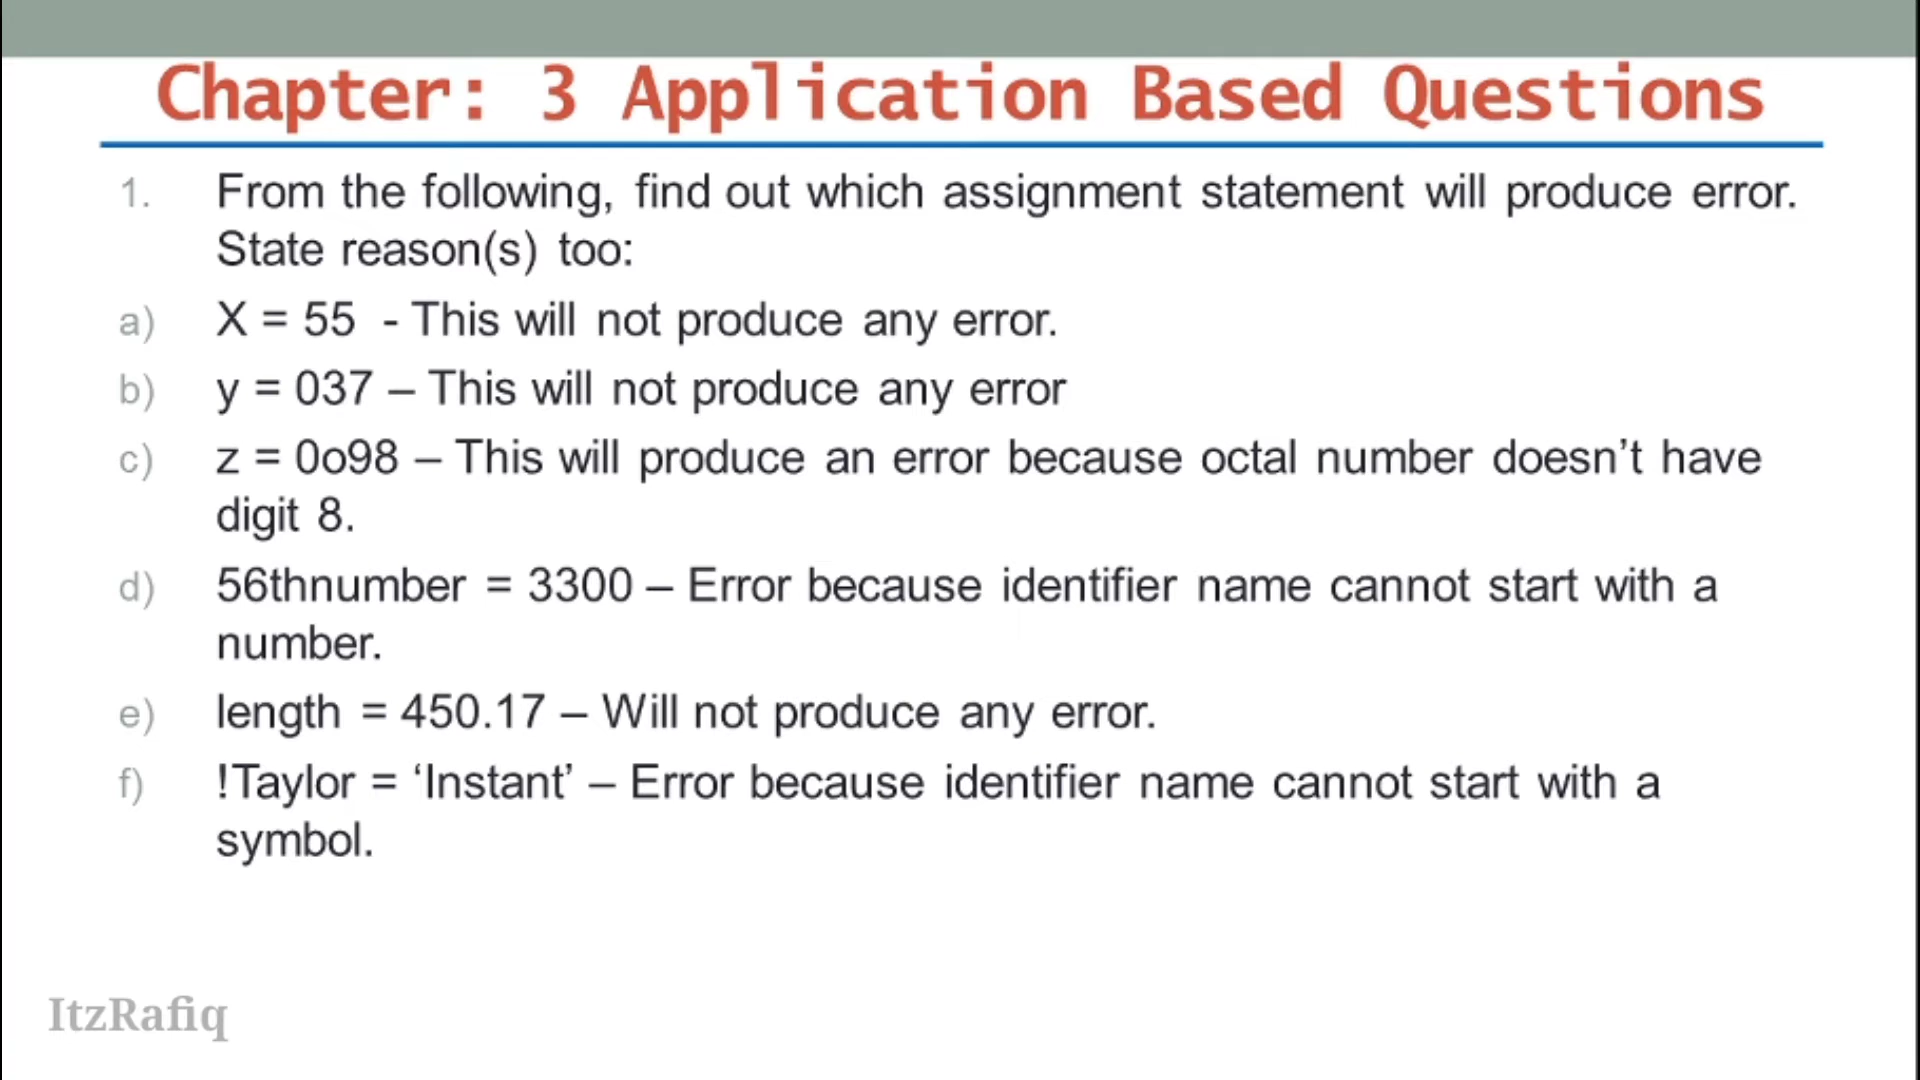 Chapter: 3 Application Based Questions
1. From the following, find out which assignment statement will produce error.
State reason(s) too:
a) X = 55 - This will not produce any error.
b) y = 037 – This will not produce any error
c) z = 0o98 – This will produce an error because octal number doesn’t have
digit 8.
d) 56thnumber = 3300 – Error because identifier name cannot start with a
number.
e) length = 450.17 – Will not produce any error.
f) !Taylor = ‘Instant’ – Error because identifier name cannot start with a
symbol.
ItzRafiq